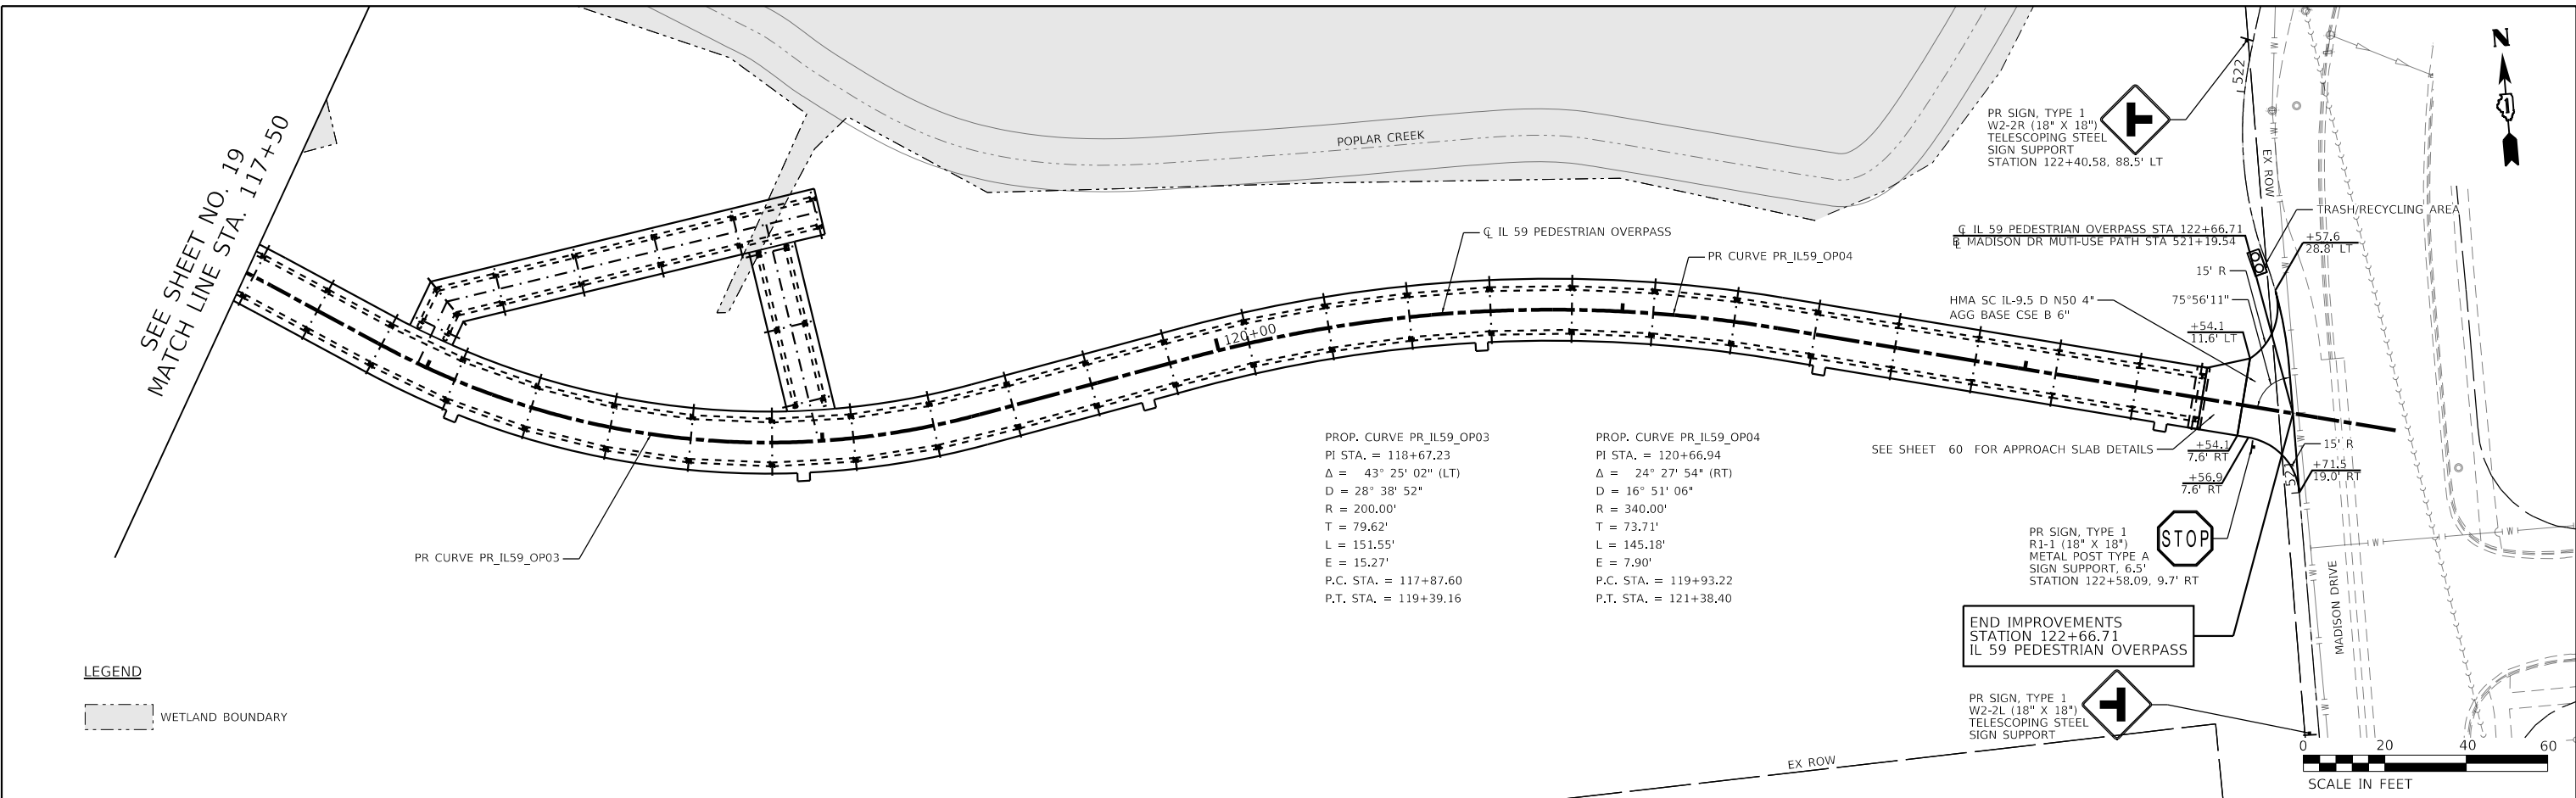 SEE SHEET NO. 19
MATCH LINE STA. 117+50
POPLAR CREEK
PR SIGN, TYPE 1
W2-2R (18" X 18")
TELESCOPING STEEL
SIGN SUPPORT
STATION 122+40.58, 88.5' LT
522
EX ROW
N
TRASH/RECYCLING AREA
℄ IL 59 PEDESTRIAN OVERPASS
PR CURVE PR_IL59_OP04
℄ IL 59 PEDESTRIAN OVERPASS STA 122+66.71
B MADISON DR MUTI-USE PATH STA 521+19.54
+57.6
28.8' LT
15' R
75°56'11"
HMA SC IL-9.5 D N50 4"
AGG BASE CSE B 6"
+54.1
11.6' LT
120+00
PROP. CURVE PR_IL59_OP03
PI STA. = 118+67.23
Δ = 43° 25' 02" (LT)
D = 28° 38' 52"
R = 200.00'
T = 79.62'
L = 151.55'
E = 15.27'
P.C. STA. = 117+87.60
P.T. STA. = 119+39.16
PROP. CURVE PR_IL59_OP04
PI STA. = 120+66.94
Δ = 24° 27' 54" (RT)
D = 16° 51' 06"
R = 340.00'
T = 73.71'
L = 145.18'
E = 7.90'
P.C. STA. = 119+93.22
P.T. STA. = 121+38.40
SEE SHEET 60 FOR APPROACH SLAB DETAILS
+54.1
7.6' RT
+56.9
7.6' RT
15' R
+71.5
19.0' RT
521
PR CURVE PR_IL59_OP03
PR SIGN, TYPE 1
R1-1 (18" X 18")
METAL POST TYPE A
SIGN SUPPORT, 6.5'
STATION 122+58.09, 9.7' RT
STOP
MADISON DRIVE
END IMPROVEMENTS
STATION 122+66.71
IL 59 PEDESTRIAN OVERPASS
LEGEND
WETLAND BOUNDARY
PR SIGN, TYPE 1
W2-2L (18" X 18")
TELESCOPING STEEL
SIGN SUPPORT
EX ROW
0 20 40 60
SCALE IN FEET